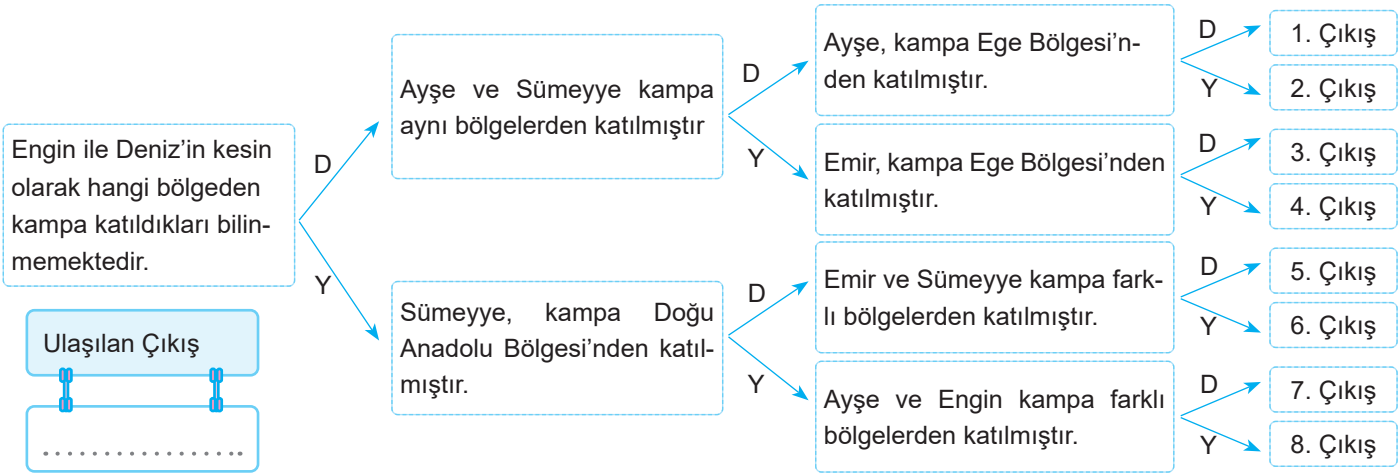 Engin ile Deniz’in kesin
olarak hangi bölgeden
kampa katıldıkları bilin-
memektedir.
D
Y
Ayşe ve Sümeyye kampa
aynı bölgelerden katılmıştır
D
Y
Sümeyye, kampa Doğu
Anadolu Bölgesi’nden katıl-
mıştır.
D
Y
Ayşe, kampa Ege Bölgesi’n-
den katılmıştır.
D
Y
Emir, kampa Ege Bölgesi’nden
katılmıştır.
D
Y
Emir ve Sümeyye kampa fark-
lı bölgelerden katılmıştır.
D
Y
Ayşe ve Engin kampa farklı
bölgelerden katılmıştır.
D
Y
1. Çıkış
2. Çıkış
3. Çıkış
4. Çıkış
5. Çıkış
6. Çıkış
7. Çıkış
8. Çıkış
Ulaşılan Çıkış
....................